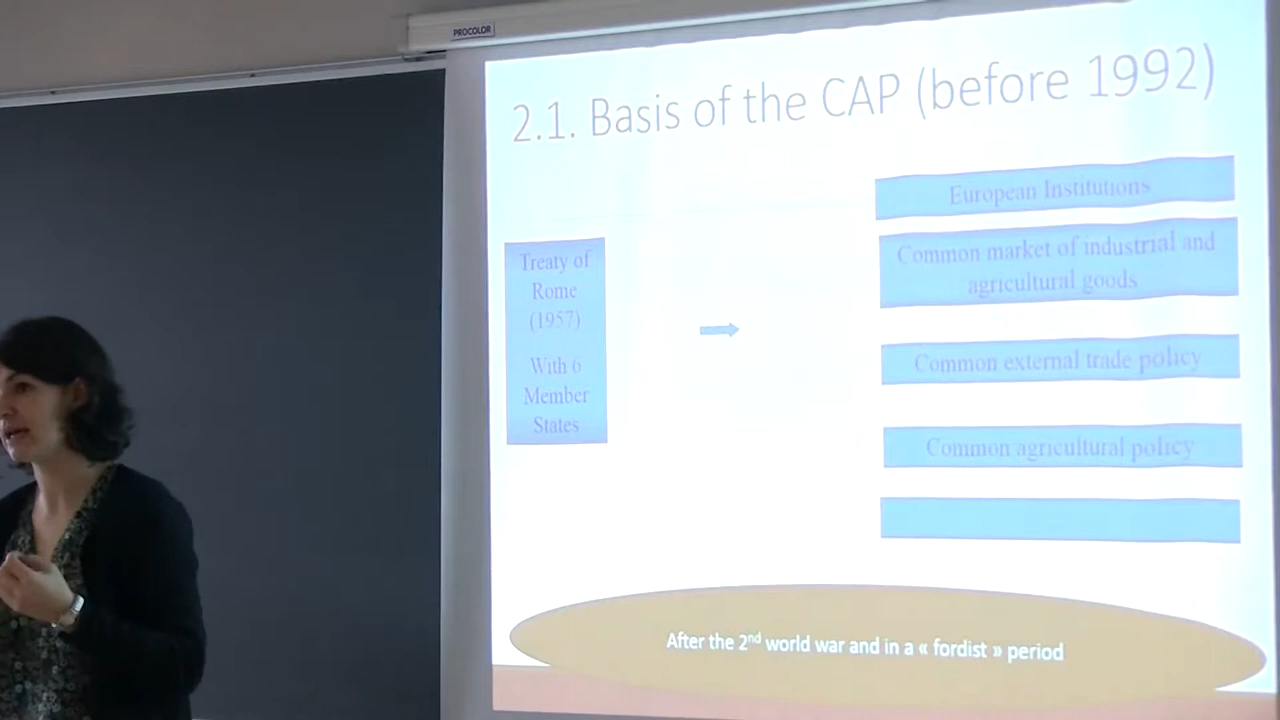 PROCOLOR
2.1. Basis of the CAP (before 1992)
Treaty of
Rome
(1957)
With 6
Member
States
European Institutions
Common market of industrial and
agricultural goods
Common external trade policy
Common agricultural policy
After the 2nd world war and in a « fordist » period